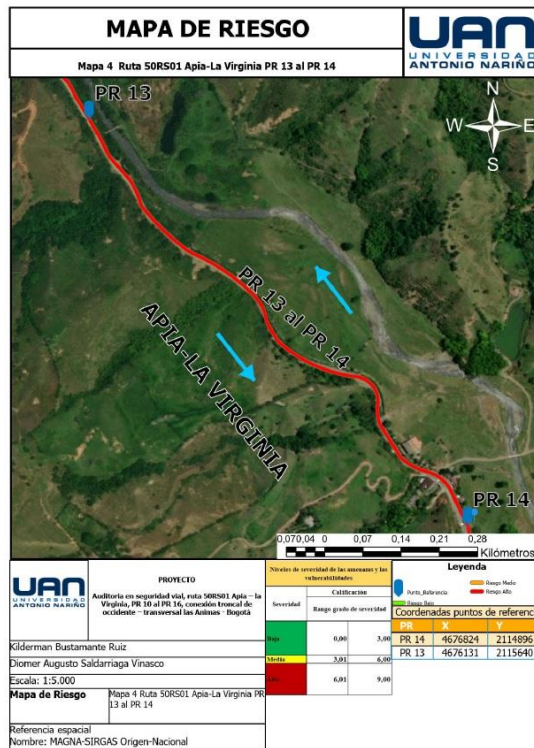 MAPA DE RIESGO
Mapa 4 Ruta 50RS01 Apia-La Virginia PR 13 al PR 14
UAN
UNIVERSIDAD
ANTONIO NARIÑO
PR 13
N
W E
S
PR 13 al PR 14
APIA-LA VIRGINIA
PR 14
0,070,04 0 0,07 0,14 0,21 0,28
Kilómetros
UAN
UNIVERSIDAD
ANTONIO NARIÑO
PROYECTO
Auditoria en seguridad vial, ruta 50RS01 Apia – la
Virginia, PR 10 al PR 16, conexión troncal de
occidente – transversal las Animas - Bogotá
Kilderman Bustamante Ruiz
Diomer Augusto Saldarriaga Vinasco
Escala: 1:5.000
Mapa de Riesgo
Mapa 4 Ruta 50RS01 Apia-La Virginia PR
13 al PR 14
Referencia espacial
Nombre: MAGNA-SIRGAS Origen-Nacional
Niveles de severidad de las amenazas y las
vulnerabilidades
Severidad
Calificación
Rango grado de severidad
Bajo 0,00 3,00
Medio 3,01 6,00
6,01 9,00
Leyenda
Punto_Referencia
Riesgo Medio
Riesgo Bajo
Riesgo Alto
Coordenadas puntos de referenc
PR X Y
PR 14 4676824 2114896
PR 13 4676131 2115640